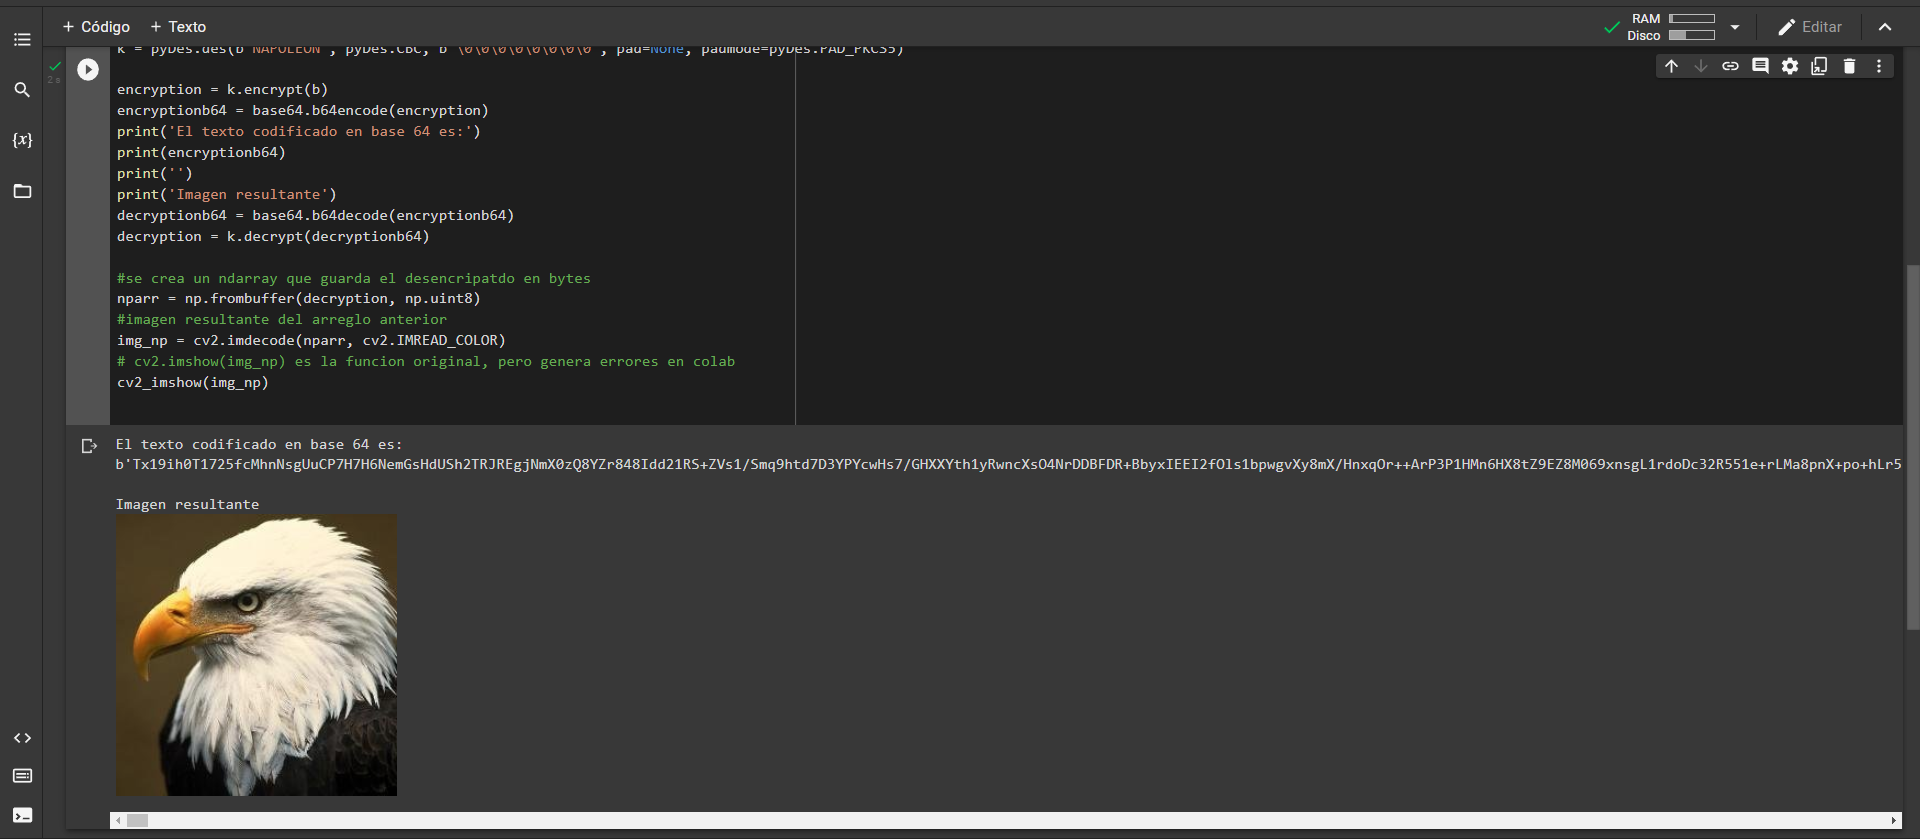 + Código + Texto
RAM
Disco
Editar
k = pyDes.des(b"NAPOLEON", pyDes.CBC, b"\0\0\0\0\0\0\0\0", pad=None, padmode=pyDes.PAD_PKCS5)
2 s
encryption = k.encrypt(b)
encryptionb64 = base64.b64encode(encryption)
print('El texto codificado en base 64 es:')
print(encryptionb64)
{x}
print('')
print('Imagen resultante')
decryptionb64 = base64.b64decode(encryptionb64)
decryption = k.decrypt(decryptionb64)
#se crea un ndarray que guarda el desencripatdo en bytes
nparr = np.frombuffer(decryption, np.uint8)
#imagen resultante del arreglo anterior
img_np = cv2.imdecode(nparr, cv2.IMREAD_COLOR)
# cv2.imshow(img_np) es la funcion original, pero genera errores en colab
cv2_imshow(img_np)
El texto codificado en base 64 es:
b'Tx19ih0T1725fcMhnNsgUuCP7H7H6NemGsHdUSh2TRJREgjNmX0zQ8YZr848Idd21RS+ZVs1/Smq9htd7D3YPYcwHs7/GHXXYth1yRwncXsO4NrDDBFDR+BbyxIEEI2fOls1bpwgvXy8mX/HnxqOr++ArP3P1HMn6HX8tZ9EZ8M069xnsgL1rdoDc32R551e+rLMa8pnX+po+hLr5
Imagen resultante